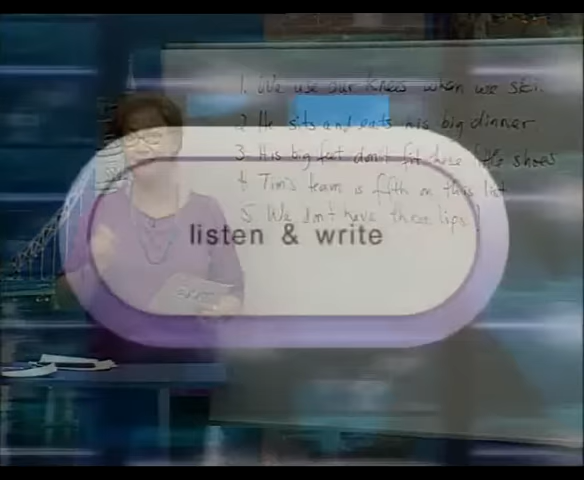 1. We use our knees when we ski.
2 He sits and eats his big dinner.
3. His big feet don't fit these little shoes
4 Tim's team is fifth on this list
5. We don't have three lips!
listen & write